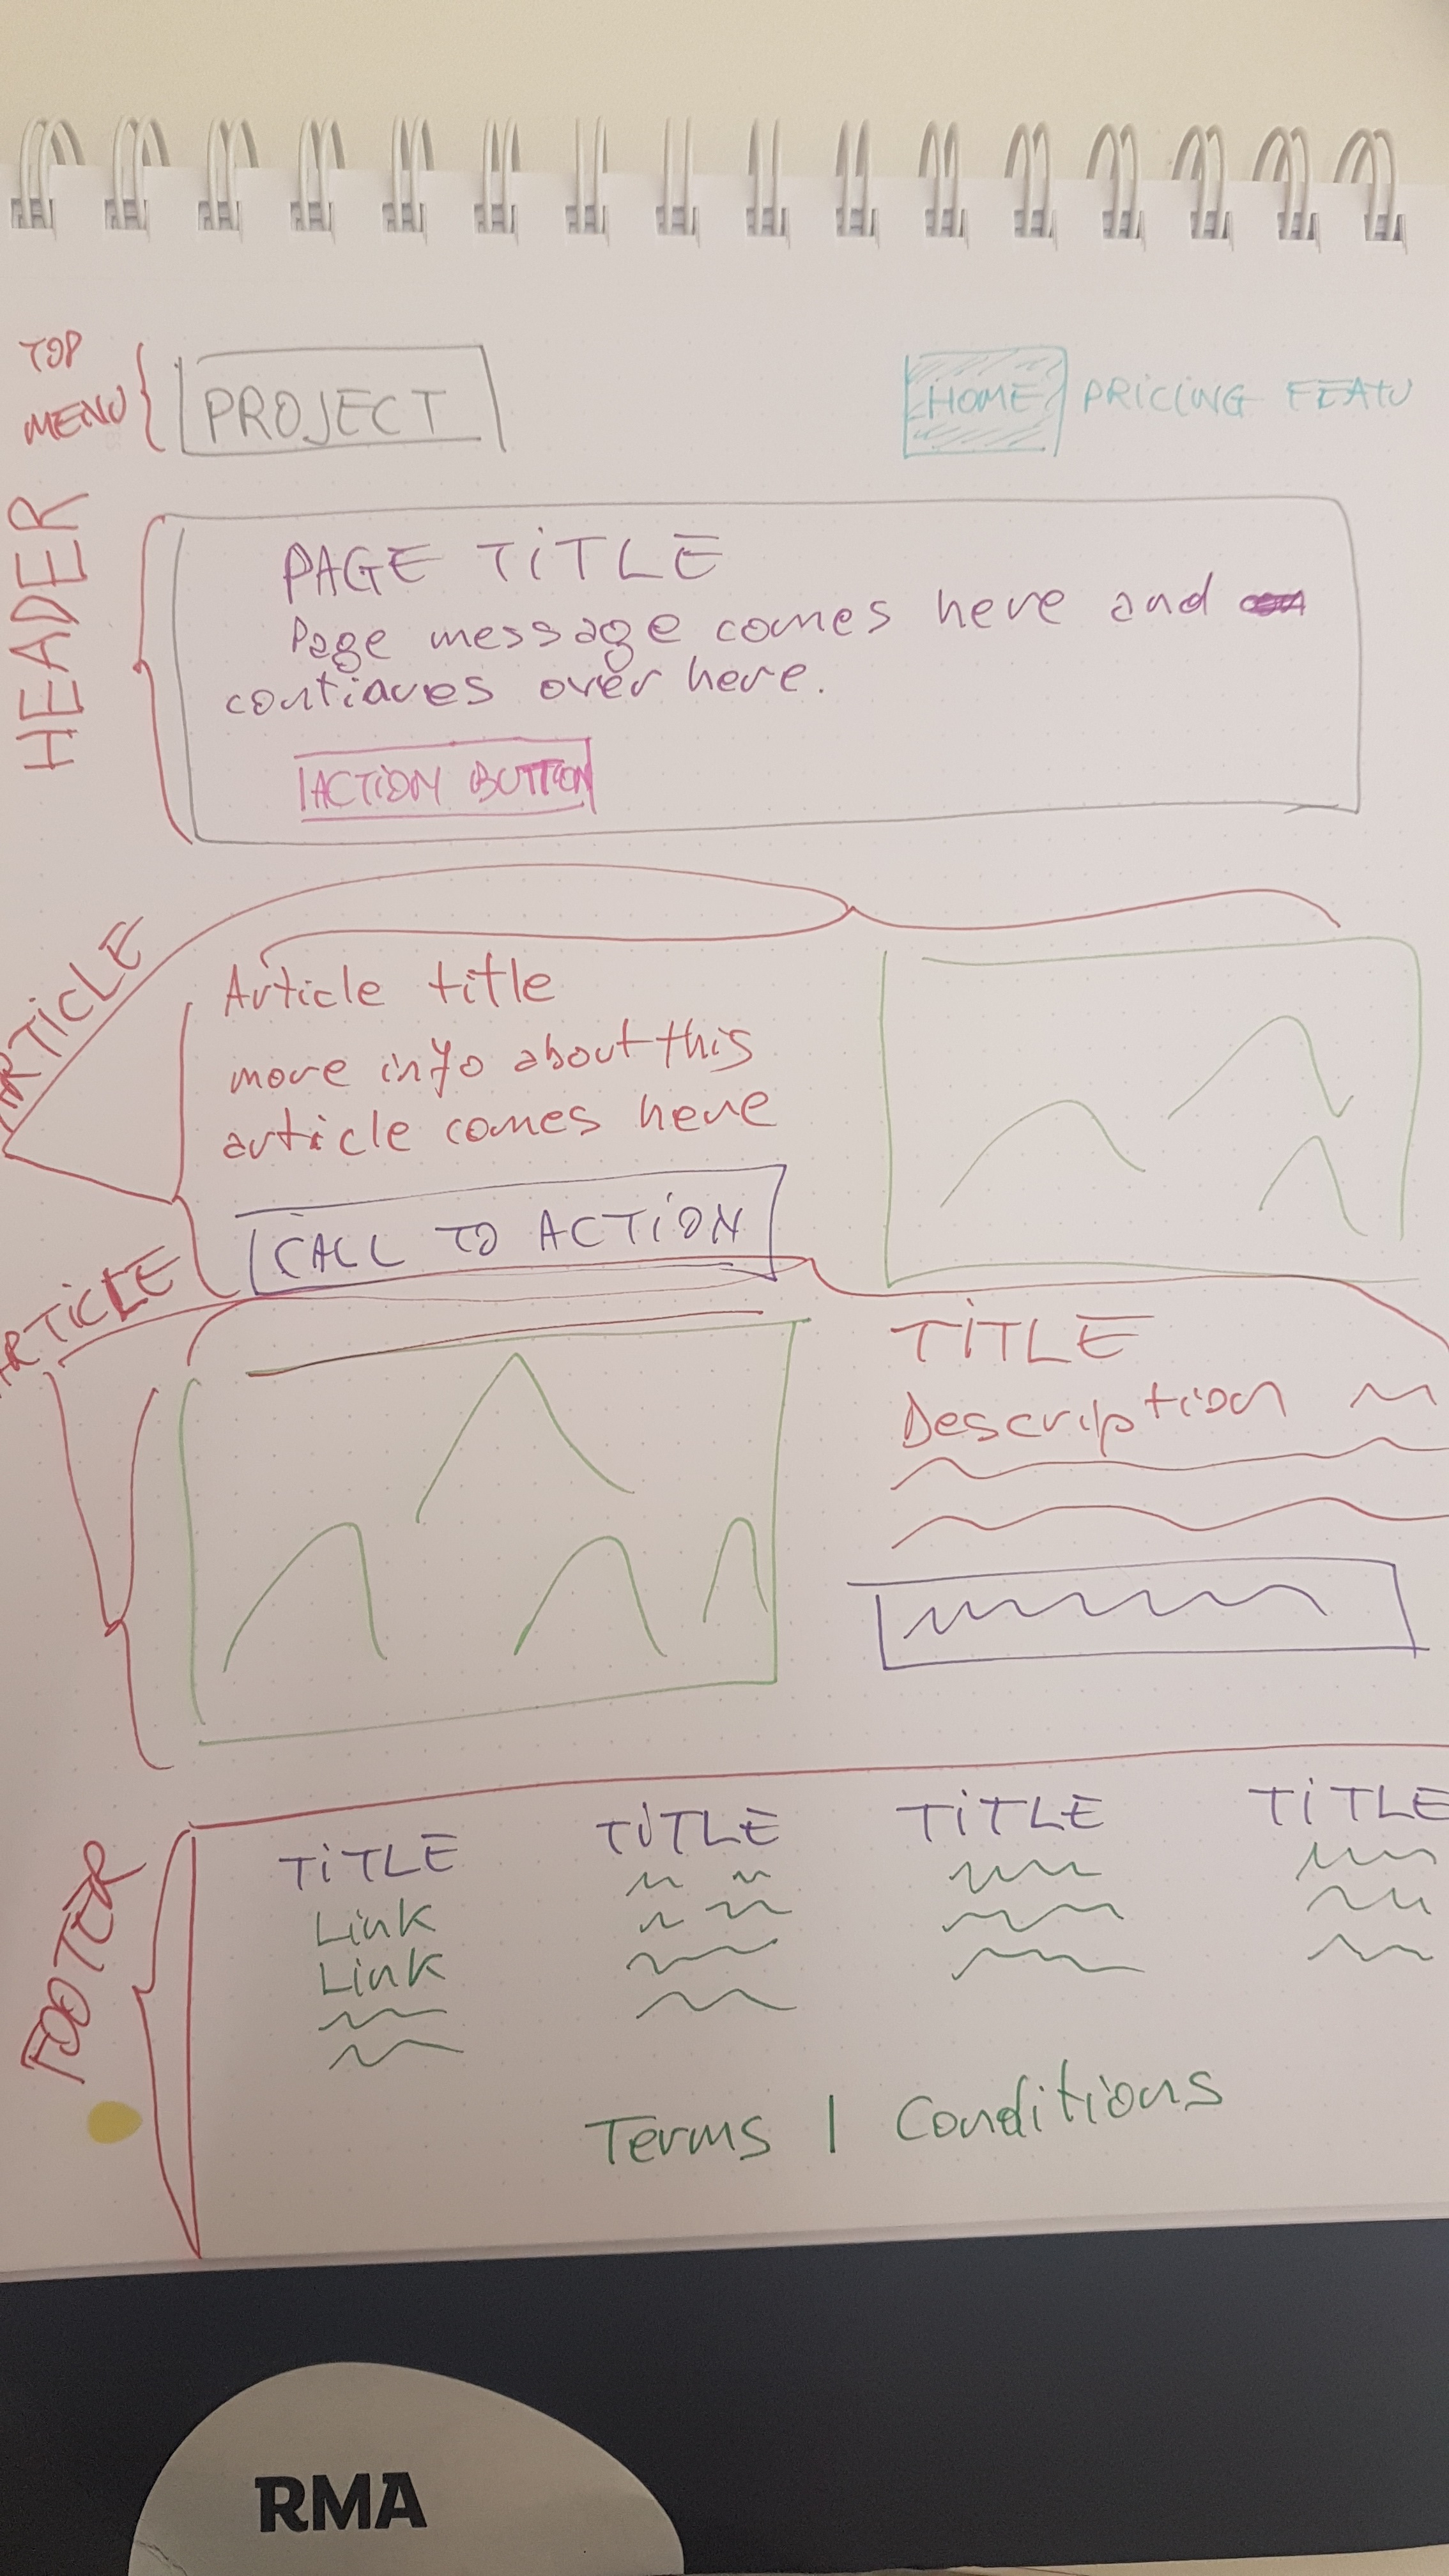 TOP
MENU
PROJECT
HOME PRICING FEATU
HEADER
PAGE TITLE
Page message comes here and
continues over here.
ACTION BUTTON
ARTICLE
Article title
more info about this
article comes here
CALL TO ACTION
ARTICLE
TITLE
Description
FOOTER
TITLE TITLE TITLE TITLE
Link
Link
Terms | Conditions
RMA